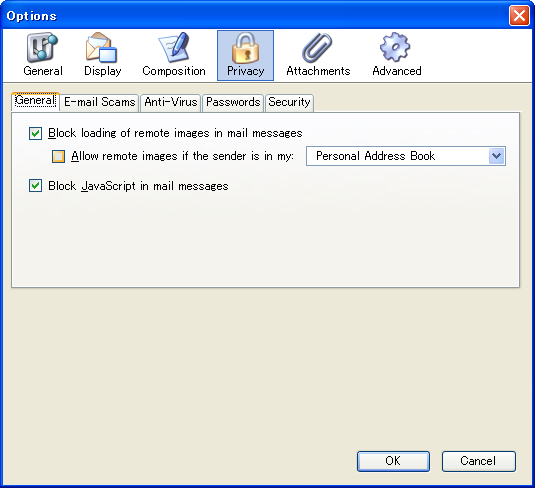 Options
General Display Composition Privacy Attachments Advanced
General E-mail Scams Anti-Virus Passwords Security
Block loading of remote images in mail messages
Allow remote images if the sender is in my: Personal Address Book
Block JavaScript in mail messages
OK Cancel